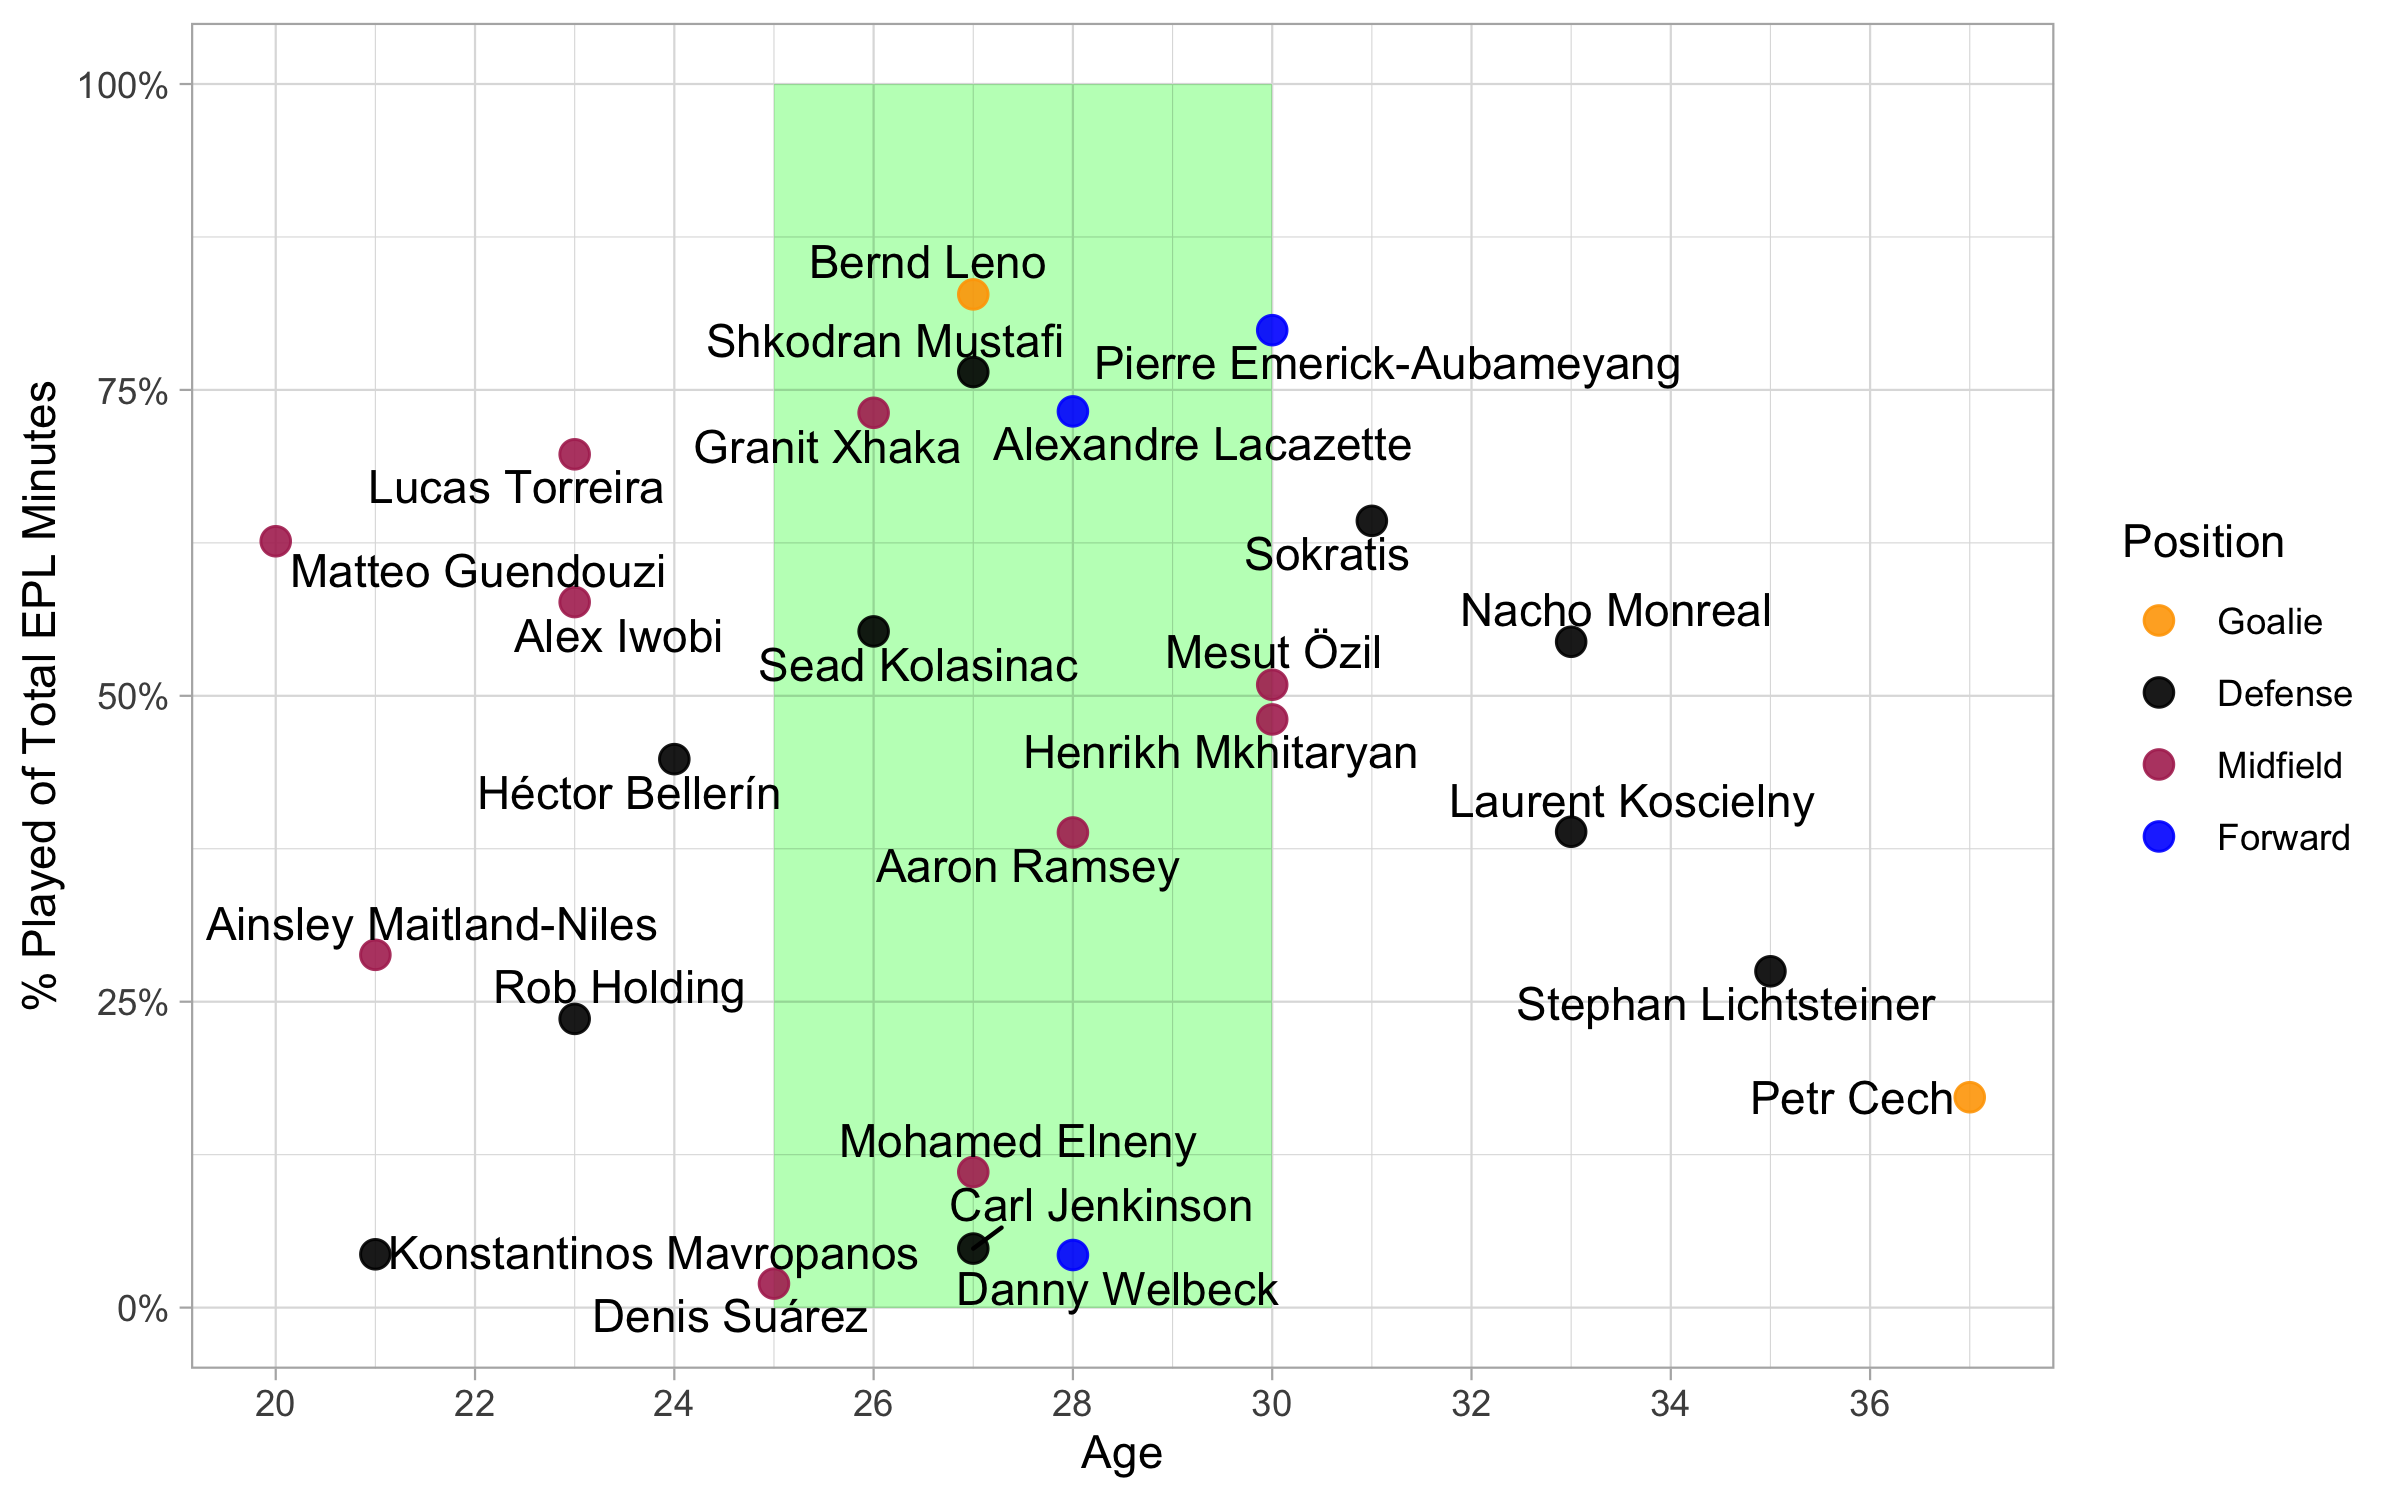 100%
75%
50%
25%
0%
% Played of Total EPL Minutes
Bernd Leno
Shkodran Mustafi
Pierre Emerick-Aubameyang
Granit Xhaka
Alexandre Lacazette
Lucas Torreira
Sokratis
Matteo Guendouzi
Nacho Monreal
Alex Iwobi
Mesut Özil
Sead Kolasinac
Henrikh Mkhitaryan
Héctor Bellerín
Laurent Koscielny
Aaron Ramsey
Ainsley Maitland-Niles
Rob Holding
Stephan Lichtsteiner
Petr Cech
Mohamed Elneny
Carl Jenkinson
Konstantinos Mavropanos
Danny Welbeck
Denis Suárez
20 22 24 26 28 30 32 34 36
Age
Position
Goalie
Defense
Midfield
Forward